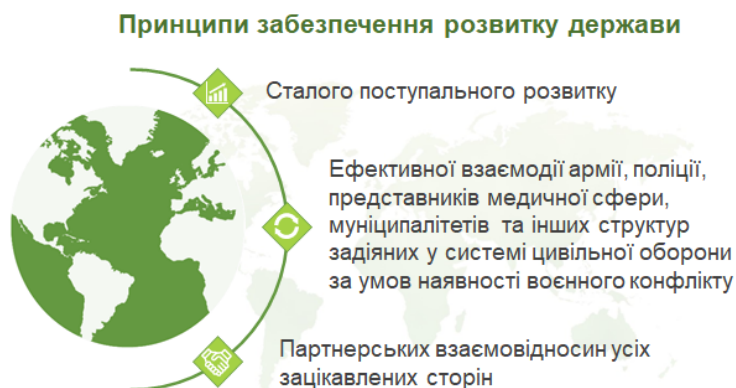 Принципи забезпечення розвитку держави
Сталого поступального розвитку
Ефективної взаємодії армії, поліції,
представників медичної сфери,
муніципалітетів та інших структур
задіяних у системі цивільної оборони
за умов наявності воєнного конфлікту
Партнерських взаємовідносин усіх
зацікавлених сторін